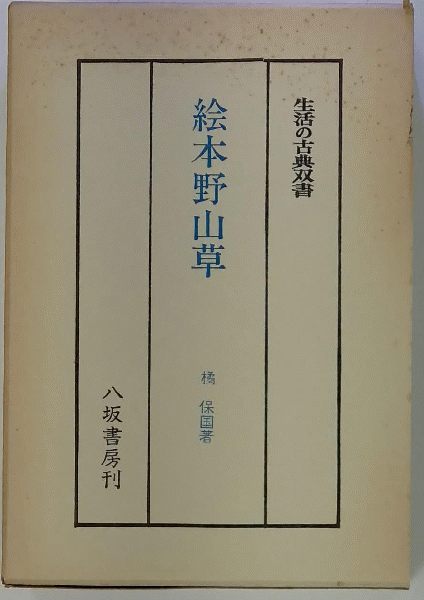 生活の古典双書
絵本野山草
橘 保国著
八坂書房刊